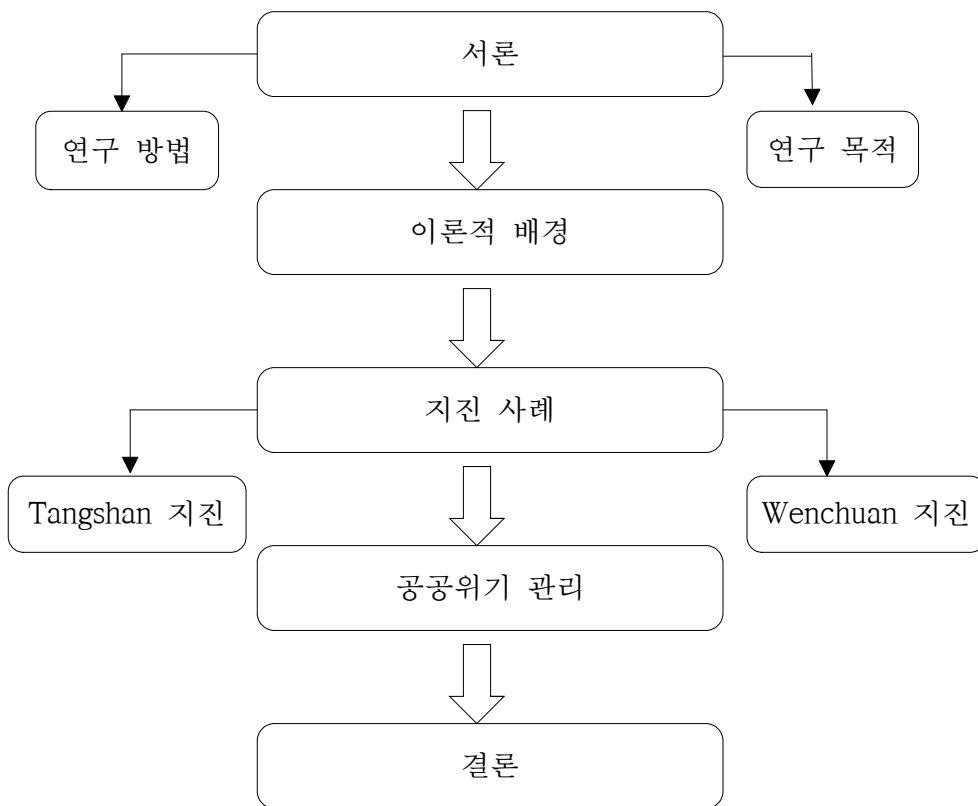 서론
연구 방법
연구 목적
이론적 배경
지진 사례
Tangshan 지진
Wenchuan 지진
공공위기 관리
결론